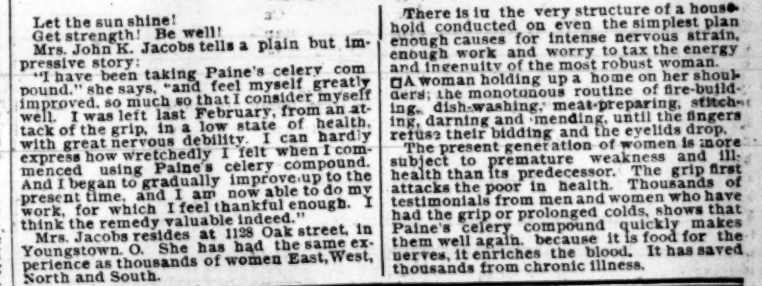 Let the sun shine!
Get strength! Be well!
Mrs. John K. Jacobs tells a plain but im-
pressive story:
"I have been taking Paine's celery com
pound," she says, "and feel myself greatly
improved, so much so that I consider myself
well. I was left last February, from an at-
tack of the grip, in a low state of health,
with great nervous debility. I can hardly
express how wretchedly I felt when I com-
menced using Paine's celery compound.
And I began to gradually improve up to the
present time, and I am now able to do my
work, for which I feel thankful enough. I
think the remedy valuable indeed."
Mrs. Jacobs resides at 1128 Oak street, in
Youngstown, O. She has had the same ex-
perience as thousands of women East, West,
North and South.
There is in the very structure of a house-
hold conducted on even the simplest plan
enough causes for intense nervous strain,
enough work and worry to tax the energy
and ingenuity of the most robust woman.
A woman holding up a home on her shoul-
ders; the monotonous routine of fire-build-
ing, dish-washing, meat-preparing, stitch-
ing, darning and mending, until the fingers
refuse their bidding and the eyelids drop.
The present generation of women is more
subject to premature weakness and ill-
health than its predecessor. The grip first
attacks the poor in health. Thousands of
testimonials from men and women who have
had the grip or prolonged colds, shows that
Paine's celery compound quickly makes
them well again. because it is food for the
nerves, it enriches the blood. It has saved
thousands from chronic illness.